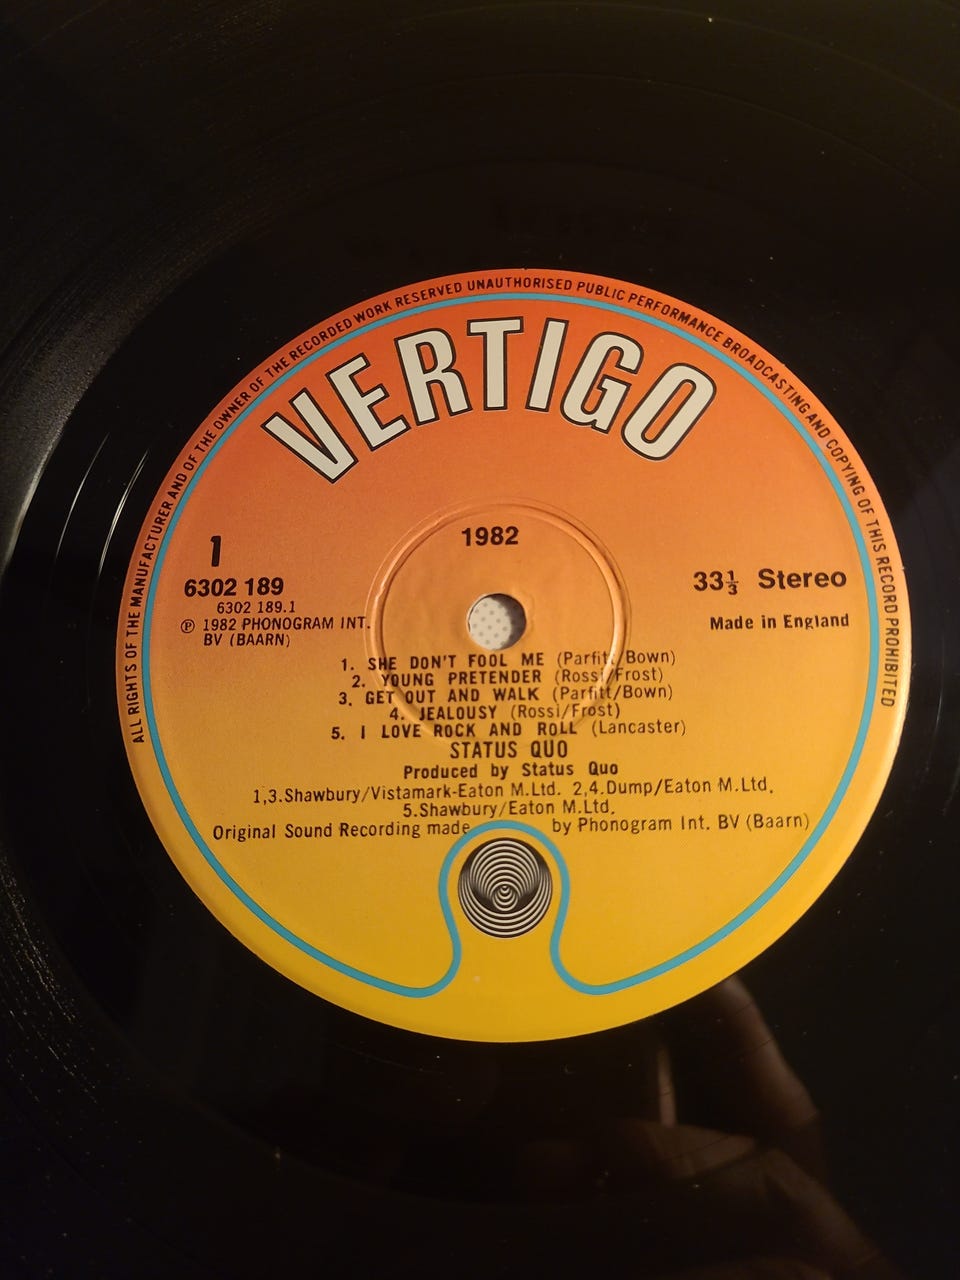 ALL RIGHTS OF THE MANUFACTURER AND OF THE OWNER OF THE RECORDED WORK RESERVED UNAUTHORISED PUBLIC PERFORMANCE BROADCASTING AND COPYING OF THIS RECORD PROHIBITED
VERTIGO
1982
1
6302 189
6302 189.1
℗ 1982 PHONOGRAM INT.
BV (BAARN)
33⅓ Stereo
Made in England
1. SHE DON'T FOOL ME (Parfitt/Bown)
2. YOUNG PRETENDER (Rossi/Frost)
3. GET OUT AND WALK (Parfitt/Bown)
4. JEALOUSY (Rossi/Frost)
5. I LOVE ROCK AND ROLL (Lancaster)
STATUS QUO
Produced by Status Quo
1,3.Shawbury/Vistamark-Eaton M.Ltd. 2,4.Dump/Eaton M.Ltd.
5.Shawbury/Eaton M.Ltd.
Original Sound Recording made by Phonogram Int. BV (Baarn)